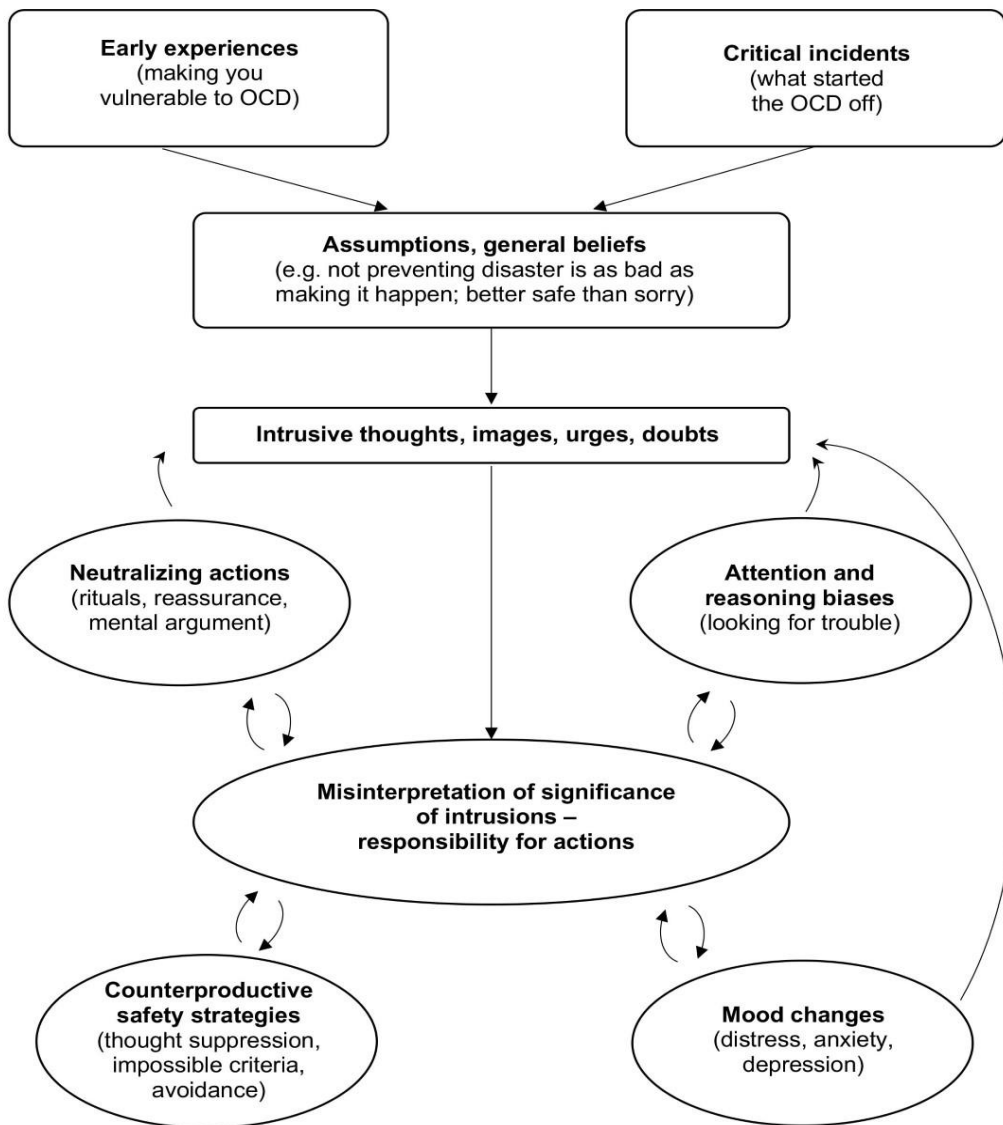 Early experiences
(making you
vulnerable to OCD)
Critical incidents
(what started
the OCD off)
Assumptions, general beliefs
(e.g. not preventing disaster is as bad as
making it happen; better safe than sorry)
Intrusive thoughts, images, urges, doubts
Neutralizing actions
(rituals, reassurance,
mental argument)
Attention and
reasoning biases
(looking for trouble)
Misinterpretation of significance
of intrusions –
responsibility for actions
Counterproductive
safety strategies
(thought suppression,
impossible criteria,
avoidance)
Mood changes
(distress, anxiety,
depression)